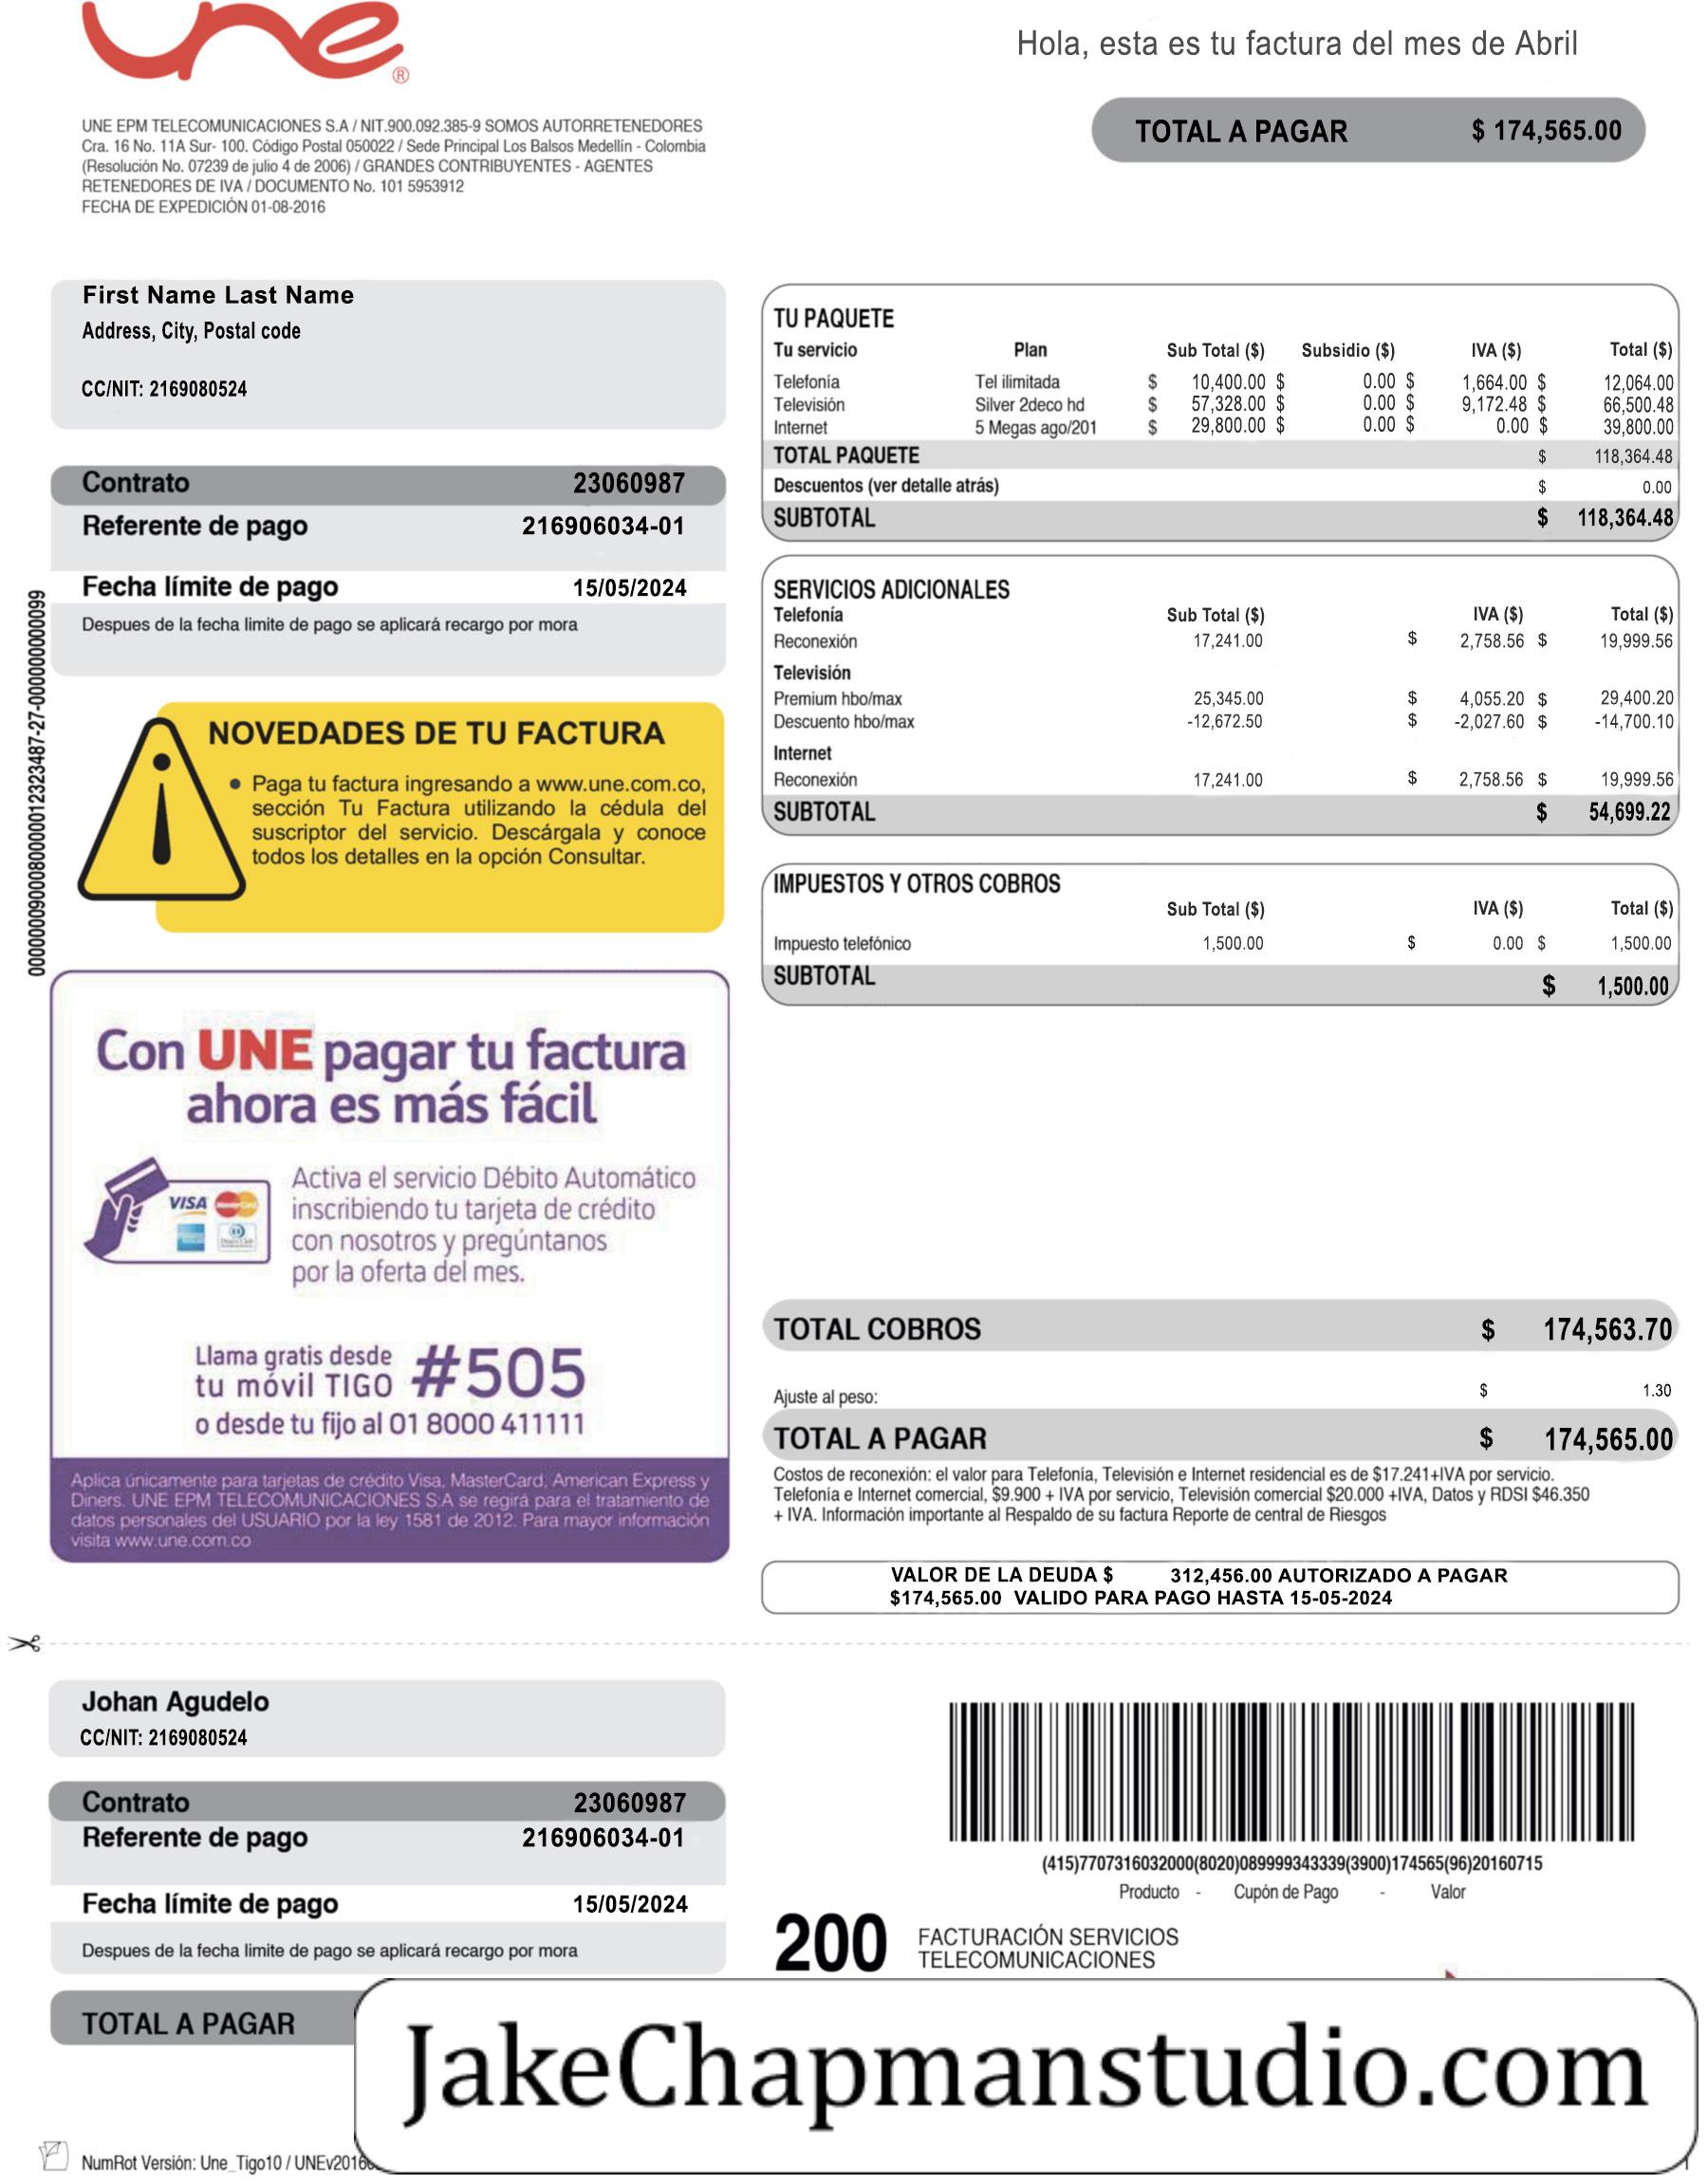 une®
Hola, esta es tu factura del mes de Abril
TOTAL A PAGAR $ 174,565.00
UNE EPM TELECOMUNICACIONES S.A / NIT.900.092.385-9 SOMOS AUTORRETENEDORES
Cra. 16 No. 11A Sur- 100. Código Postal 050022 / Sede Principal Los Balsos Medellín - Colombia
(Resolución No. 07239 de julio 4 de 2006) / GRANDES CONTRIBUYENTES - AGENTES
RETENEDORES DE IVA / DOCUMENTO No. 101 5953912
FECHA DE EXPEDICIÓN 01-08-2016
First Name Last Name
Address, City, Postal code
CC/NIT: 2169080524
Contrato 23060987
Referente de pago 216906034-01
Fecha límite de pago 15/05/2024
Despues de la fecha limite de pago se aplicará recargo por mora
NOVEDADES DE TU FACTURA
• Paga tu factura ingresando a www.une.com.co,
sección Tu Factura utilizando la cédula del
suscriptor del servicio. Descárgala y conoce
todos los detalles en la opción Consultar.
Con UNE pagar tu factura
ahora es más fácil
VISA
Activa el servicio Débito Automático
inscribiendo tu tarjeta de crédito
con nosotros y pregúntanos
por la oferta del mes.
Llama gratis desde
tu móvil TIGO #505
o desde tu fijo al 01 8000 411111
Aplica únicamente para tarjetas de crédito Visa, MasterCard, American Express y
Diners. UNE EPM TELECOMUNICACIONES S.A se regirá para el tratamiento de
datos personales del USUARIO por la ley 1581 de 2012. Para mayor información
visita www.une.com.co
TU PAQUETE
Tu servicio Plan Sub Total ($) Subsidio ($) IVA ($) Total ($)
Telefonía Tel ilimitada $ 10,400.00 $ 0.00 $ 1,664.00 $ 12,064.00
Televisión Silver 2deco hd $ 57,328.00 $ 0.00 $ 9,172.48 $ 66,500.48
Internet 5 Megas ago/201 $ 29,800.00 $ 0.00 $ 0.00 $ 39,800.00
TOTAL PAQUETE $ 118,364.48
Descuentos (ver detalle atrás) $ 0.00
SUBTOTAL $ 118,364.48
SERVICIOS ADICIONALES
Telefonía Sub Total ($) IVA ($) Total ($)
Reconexión 17,241.00 $ 2,758.56 $ 19,999.56
Televisión
Premium hbo/max 25,345.00 $ 4,055.20 $ 29,400.20
Descuento hbo/max -12,672.50 $ -2,027.60 $ -14,700.10
Internet
Reconexión 17,241.00 $ 2,758.56 $ 19,999.56
SUBTOTAL $ 54,699.22
IMPUESTOS Y OTROS COBROS
Sub Total ($) IVA ($) Total ($)
Impuesto telefónico 1,500.00 $ 0.00 $ 1,500.00
SUBTOTAL $ 1,500.00
TOTAL COBROS $ 174,563.70
Ajuste al peso: $ 1.30
TOTAL A PAGAR $ 174,565.00
Costos de reconexión: el valor para Telefonía, Televisión e Internet residencial es de $17.241+IVA por servicio.
Telefonía e Internet comercial, $9.900 + IVA por servicio, Televisión comercial $20.000 +IVA, Datos y RDSI $46.350
+ IVA. Información importante al Respaldo de su factura Reporte de central de Riesgos
VALOR DE LA DEUDA $ 312,456.00 AUTORIZADO A PAGAR
$174,565.00 VALIDO PARA PAGO HASTA 15-05-2024
Johan Agudelo
CC/NIT: 2169080524
Contrato 23060987
Referente de pago 216906034-01
Fecha límite de pago 15/05/2024
Despues de la fecha limite de pago se aplicará recargo por mora
TOTAL A PAGAR
(415)7707316032000(8020)089999343339(3900)174565(96)20160715
Producto - Cupón de Pago - Valor
200 FACTURACIÓN SERVICIOS
TELECOMUNICACIONES
JakeChapmanstudio.com
NumRot Versión: Une_Tigo10 /